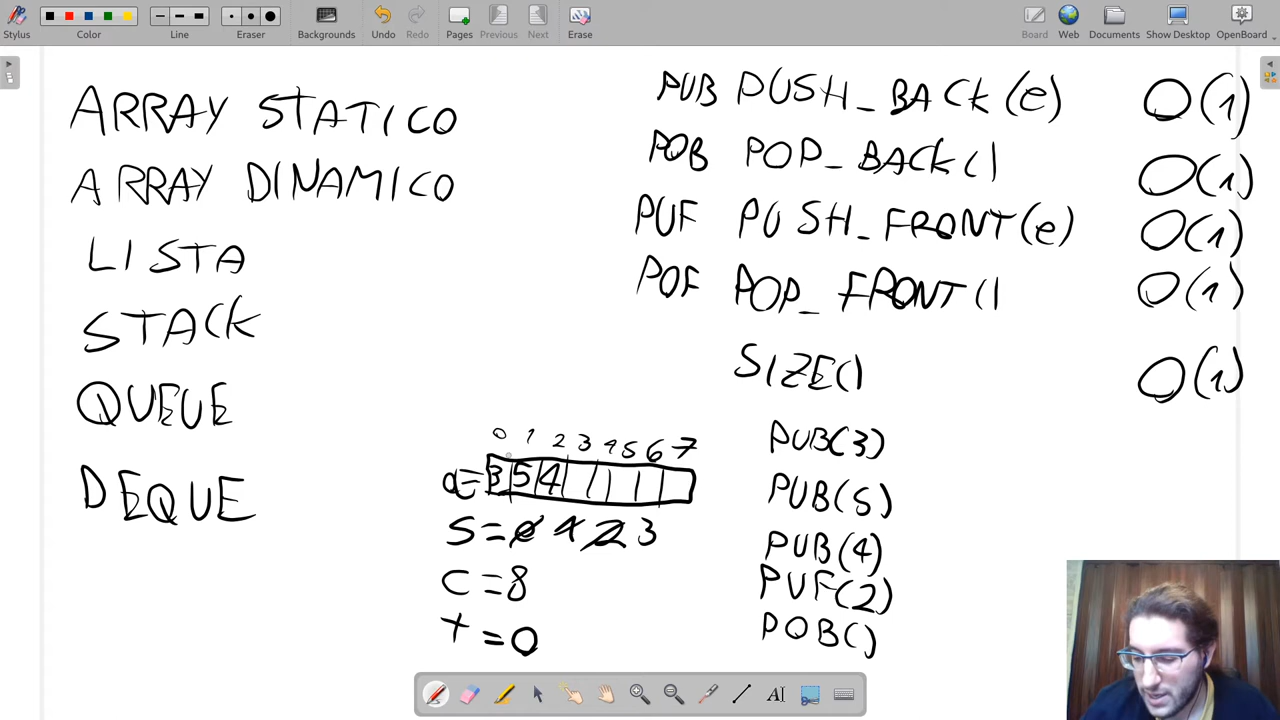 Stylus Color Line Eraser Backgrounds Undo Redo Pages Previous Next Erase Board Web Documents Show Desktop OpenBoard
ARRAY STATICO
ARRAY DINAMICO
LISTA
STACK
QUEUE
DEQUE
PUB PUSH_BACK(e) O(1)
POB POP_BACK() O(1)
PUF PUSH_FRONT(e) O(1)
POF POP_FRONT() O(1)
SIZE() O(1)
0 1 2 3 4 5 6 7
a= 3 5 4
S= 0 1 2 3
C=8
T=0
PUB(3)
PUB(5)
PUB(4)
PUF(2)
POB()